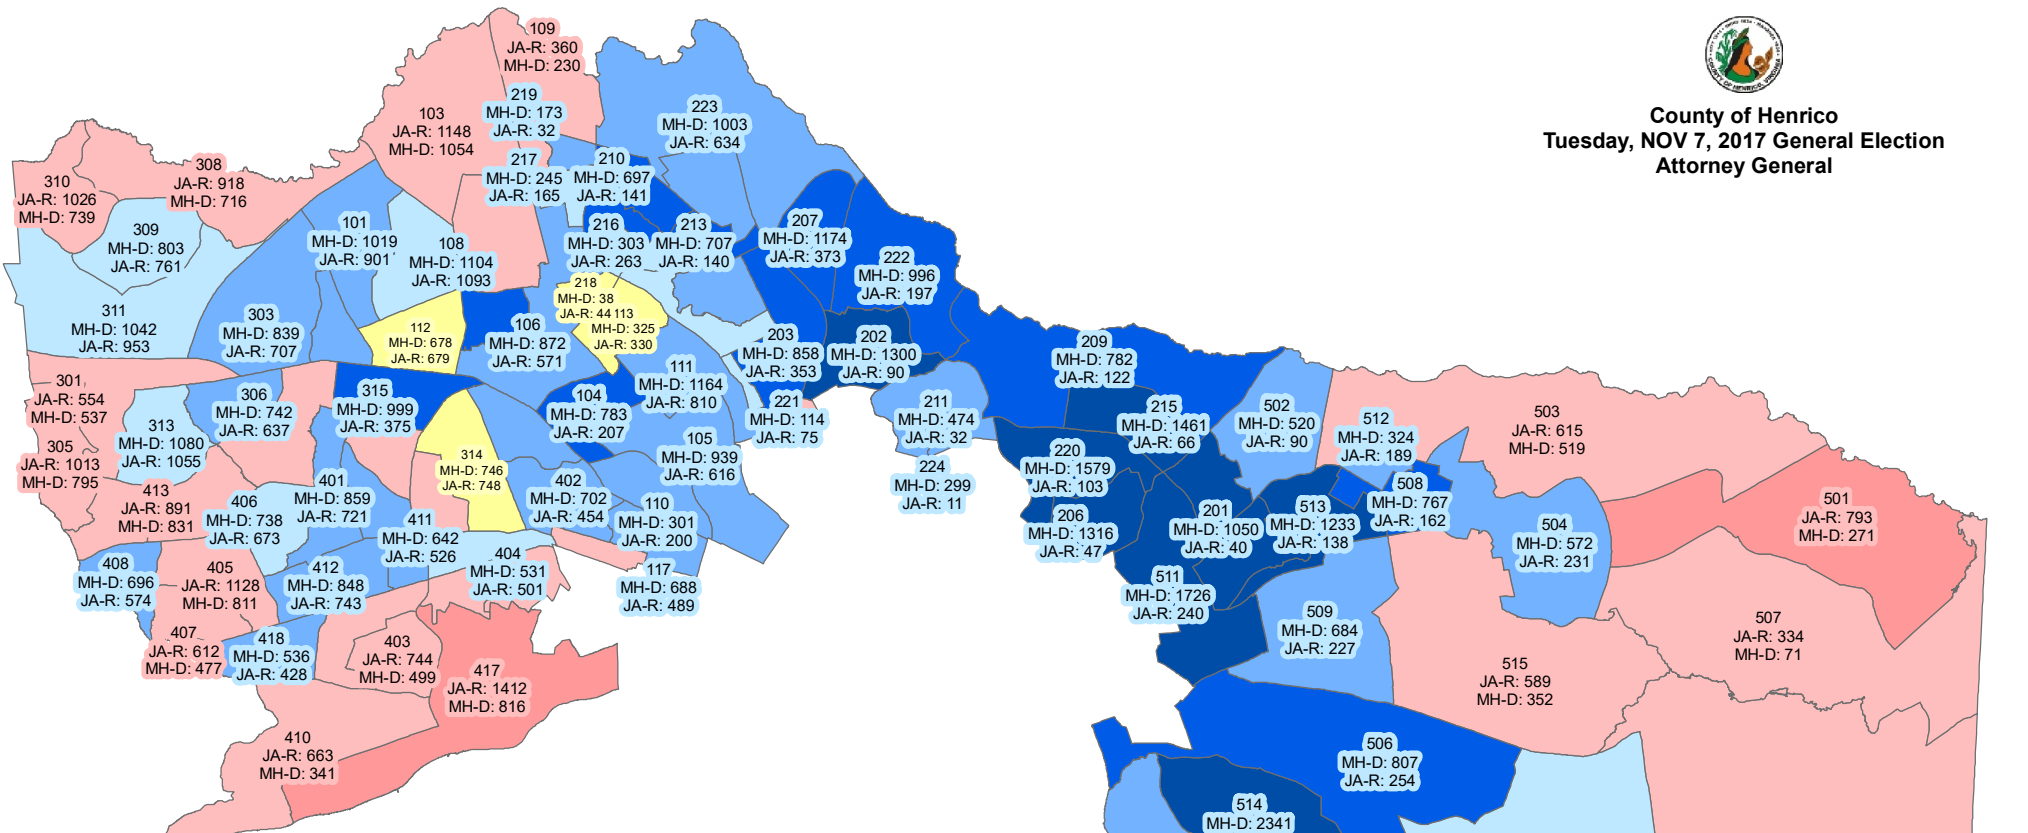 County of Henrico
Tuesday, NOV 7, 2017 General Election
Attorney General
109
JA-R: 360
MH-D: 230
219
MH-D: 173
JA-R: 32
103
JA-R: 1148
MH-D: 1054
223
MH-D: 1003
JA-R: 634
217
MH-D: 245
JA-R: 165
210
MH-D: 697
JA-R: 141
308
JA-R: 918
MH-D: 716
310
JA-R: 1026
MH-D: 739
309
MH-D: 803
JA-R: 761
101
MH-D: 1019
JA-R: 901
108
MH-D: 1104
JA-R: 1093
216
MH-D: 303
JA-R: 263
213
MH-D: 707
JA-R: 140
207
MH-D: 1174
JA-R: 373
222
MH-D: 996
JA-R: 197
218
MH-D: 38
JA-R: 44
113
MH-D: 325
JA-R: 330
311
MH-D: 1042
JA-R: 953
303
MH-D: 839
JA-R: 707
112
MH-D: 678
JA-R: 679
106
MH-D: 872
JA-R: 571
203
MH-D: 858
JA-R: 353
202
MH-D: 1300
JA-R: 90
209
MH-D: 782
JA-R: 122
111
MH-D: 1164
JA-R: 810
301
JA-R: 554
MH-D: 537
306
MH-D: 742
JA-R: 637
315
MH-D: 999
JA-R: 375
104
MH-D: 783
JA-R: 207
221
MH-D: 114
JA-R: 75
211
MH-D: 474
JA-R: 32
215
MH-D: 1461
JA-R: 66
502
MH-D: 520
JA-R: 90
512
MH-D: 324
JA-R: 189
503
JA-R: 615
MH-D: 519
313
MH-D: 1080
JA-R: 1055
305
JA-R: 1013
MH-D: 795
314
MH-D: 746
JA-R: 748
105
MH-D: 939
JA-R: 616
220
MH-D: 1579
JA-R: 103
224
MH-D: 299
JA-R: 11
401
MH-D: 859
JA-R: 721
402
MH-D: 702
JA-R: 454
413
JA-R: 891
MH-D: 831
406
MH-D: 738
JA-R: 673
110
MH-D: 301
JA-R: 200
508
MH-D: 767
JA-R: 162
501
JA-R: 793
MH-D: 271
206
MH-D: 1316
JA-R: 47
201
MH-D: 1050
JA-R: 40
513
MH-D: 1233
JA-R: 138
504
MH-D: 572
JA-R: 231
411
MH-D: 642
JA-R: 526
404
MH-D: 531
JA-R: 501
408
MH-D: 696
JA-R: 574
405
JA-R: 1128
MH-D: 811
412
MH-D: 848
JA-R: 743
117
MH-D: 688
JA-R: 489
511
MH-D: 1726
JA-R: 240
509
MH-D: 684
JA-R: 227
507
JA-R: 334
MH-D: 71
407
JA-R: 612
MH-D: 477
418
MH-D: 536
JA-R: 428
403
JA-R: 744
MH-D: 499
417
JA-R: 1412
MH-D: 816
515
JA-R: 589
MH-D: 352
410
JA-R: 663
MH-D: 341
506
MH-D: 807
JA-R: 254
514
MH-D: 2341